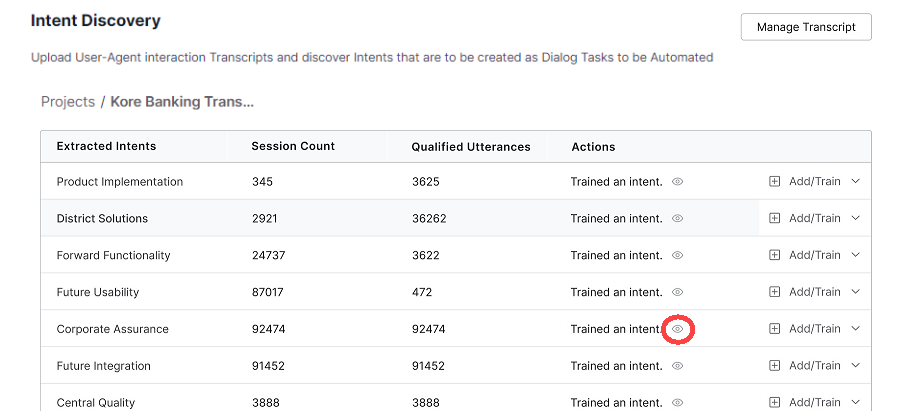 Intent Discovery
Manage Transcript
Upload User-Agent interaction Transcripts and discover Intents that are to be created as Dialog Tasks to be Automated
Projects / Kore Banking Trans...
Extracted Intents Session Count Qualified Utterances Actions
Product Implementation 345 3625 Trained an intent. Add/Train
District Solutions 2921 36262 Trained an intent. Add/Train
Forward Functionality 24737 3622 Trained an intent. Add/Train
Future Usability 87017 472 Trained an intent. Add/Train
Corporate Assurance 92474 92474 Trained an intent. Add/Train
Future Integration 91452 91452 Trained an intent. Add/Train
Central Quality 3888 3888 Trained an intent. Add/Train